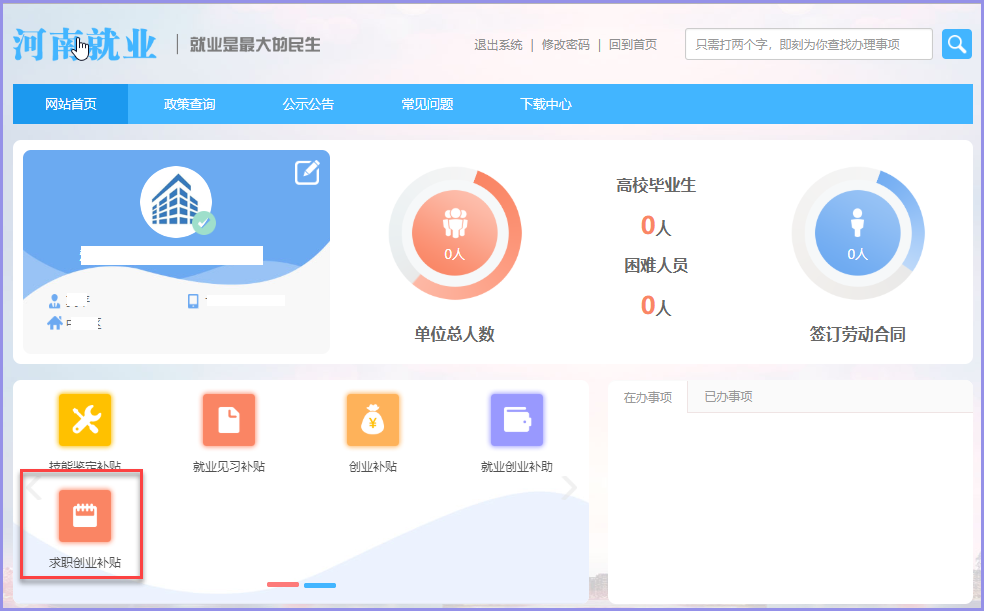 河南就业 就业是最大的民生
退出系统 | 修改密码 | 回到首页
只需打两个字，即刻为你查找办理事项
网站首页 政策查询 公示公告 常见问题 下载中心
0人
单位总人数
高校毕业生
0人
困难人员
0人
0人
签订劳动合同
技能鉴定补贴 就业见习补贴 创业补贴 就业创业补助
求职创业补贴
在办事项 已办事项